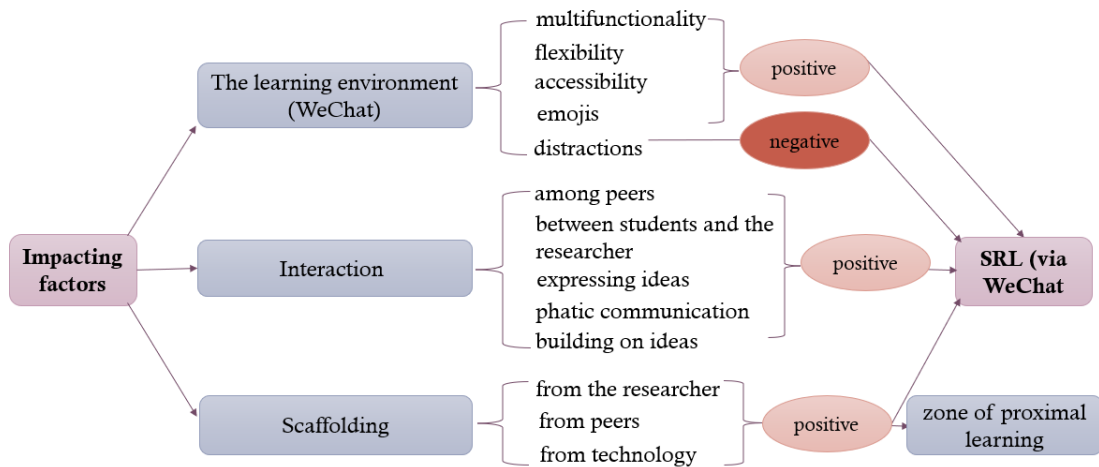 Impacting
factors
The learning environment
(WeChat)
multifunctionality
flexibility
accessibility
emojis
distractions
positive
negative
Interaction
among peers
between students and the
researcher
expressing ideas
phatic communication
building on ideas
positive
Scaffolding
from the researcher
from peers
from technology
positive
SRL (via
WeChat
zone of proximal
learning